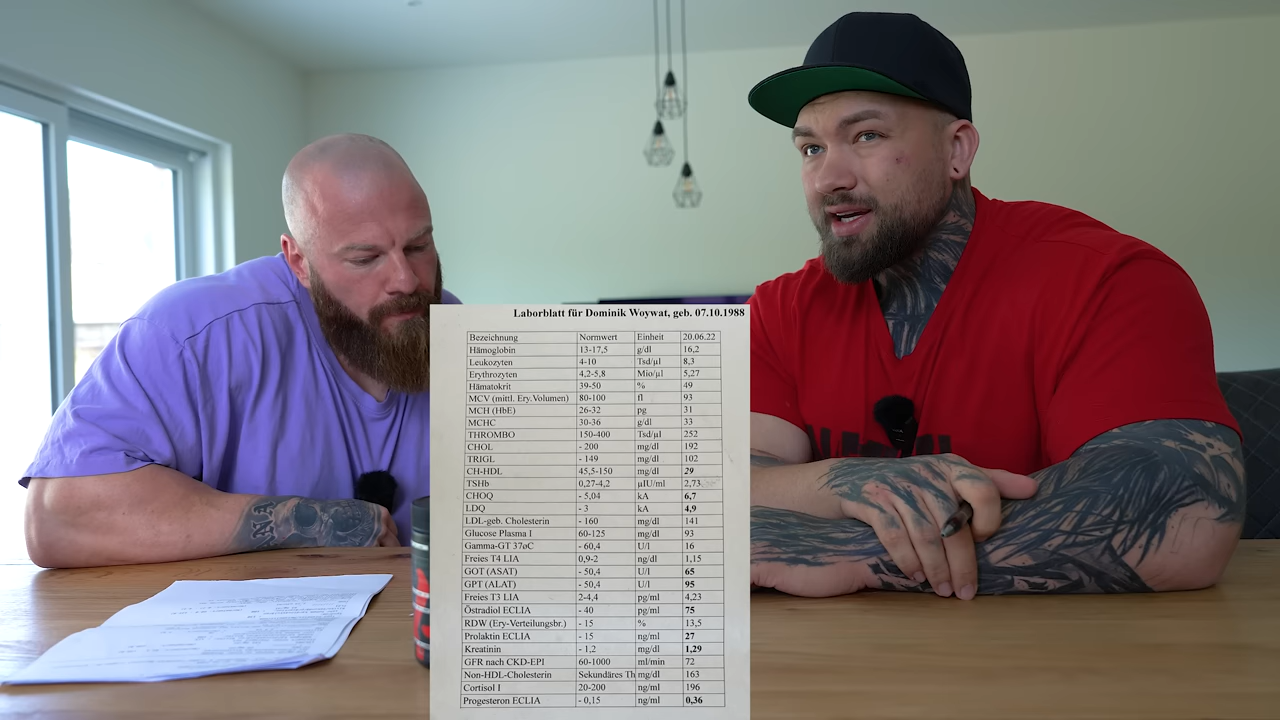 Laborblatt für Dominik Woywat, geb. 07.10.1988
Bezeichnung Normwert Einheit 20.06.22
Hämoglobin 13-17,5 g/dl 16,2
Leukozyten 4-10 Tsd/µl 8,3
Erythrozyten 4,2-5,8 Mio/µl 5,27
Hämatokrit 39-50 % 49
MCV (mittl. Ery.Volumen) 80-100 fl 93
MCH (HbE) 26-32 pg 31
MCHC 30-36 g/dl 33
THROMBO 150-400 Tsd/µl 252
CHOL - 200 mg/dl 192
TRIGL - 149 mg/dl 102
CH-HDL 45,5-150 mg/dl 29
TSHb 0,27-4,2 µIU/ml 2,73
CHOQ - 5,04 kA 6,7
LDQ - 3 kA 4,9
LDL-geb. Cholesterin - 160 mg/dl 141
Glucose Plasma I 60-125 mg/dl 93
Gamma-GT 37oC - 60,4 U/l 16
Freies T4 LIA 0,9-2 ng/dl 1,15
GOT (ASAT) - 50,4 U/l 65
GPT (ALAT) - 50,4 U/l 95
Freies T3 LIA 2-4,4 pg/ml 4,23
Östradiol ECLIA - 40 pg/ml 75
RDW (Ery-Verteilungsbr.) - 15 % 13,5
Prolaktin ECLIA - 15 ng/ml 27
Kreatinin - 1,2 mg/dl 1,29
GFR nach CKD-EPI 60-1000 ml/min 72
Non-HDL-Cholesterin Sekundäres Th mg/dl 163
Cortisol I 20-200 ng/ml 196
Progesteron ECLIA - 0,15 ng/ml 0,36